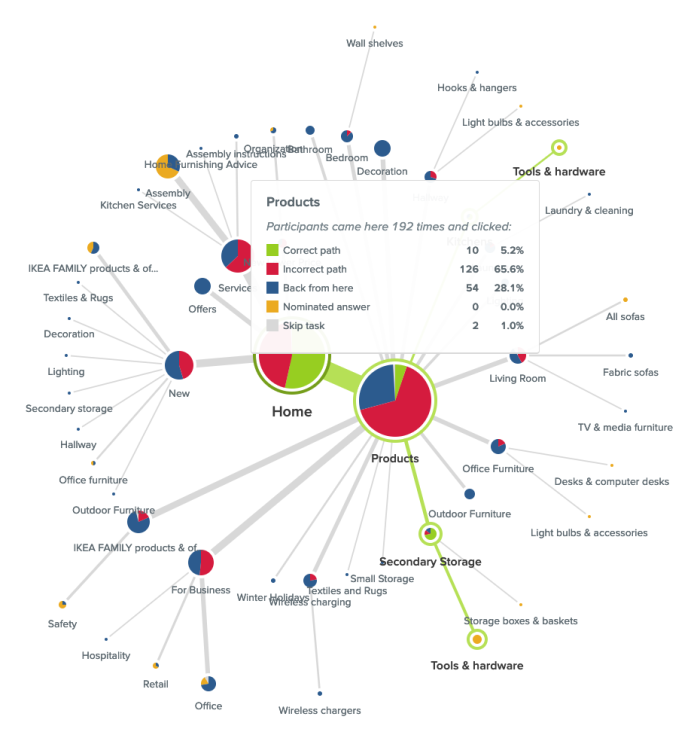 Wall shelves
Hooks & hangers
Light bulbs & accessories
Organization
Bathroom
Assembly instructions
Bedroom
Home Furnishing Advice
Decoration
Tools & hardware
Assembly
Kitchen Services
Laundry & cleaning
Products
Participants came here 192 times and clicked:
Correct path 10 5.2%
Incorrect path 126 65.6%
Back from here 54 28.1%
Nominated answer 0 0.0%
Skip task 2 1.0%
IKEA FAMILY products & of...
Service
Textiles & Rugs
Offers
All sofas
Decoration
Lighting
Living Room
Fabric sofas
New
Home
Secondary storage
TV & media furniture
Hallway
Products
Office Furniture
Office furniture
Desks & computer desks
Outdoor Furniture
Outdoor Furniture
Light bulbs & accessories
IKEA FAMILY products & of
Secondary Storage
Small Storage
For Business
Textiles and Rugs
Winter Holidays
Wireless charging
Safety
Storage boxes & baskets
Hospitality
Tools & hardware
Retail
Office
Wireless chargers